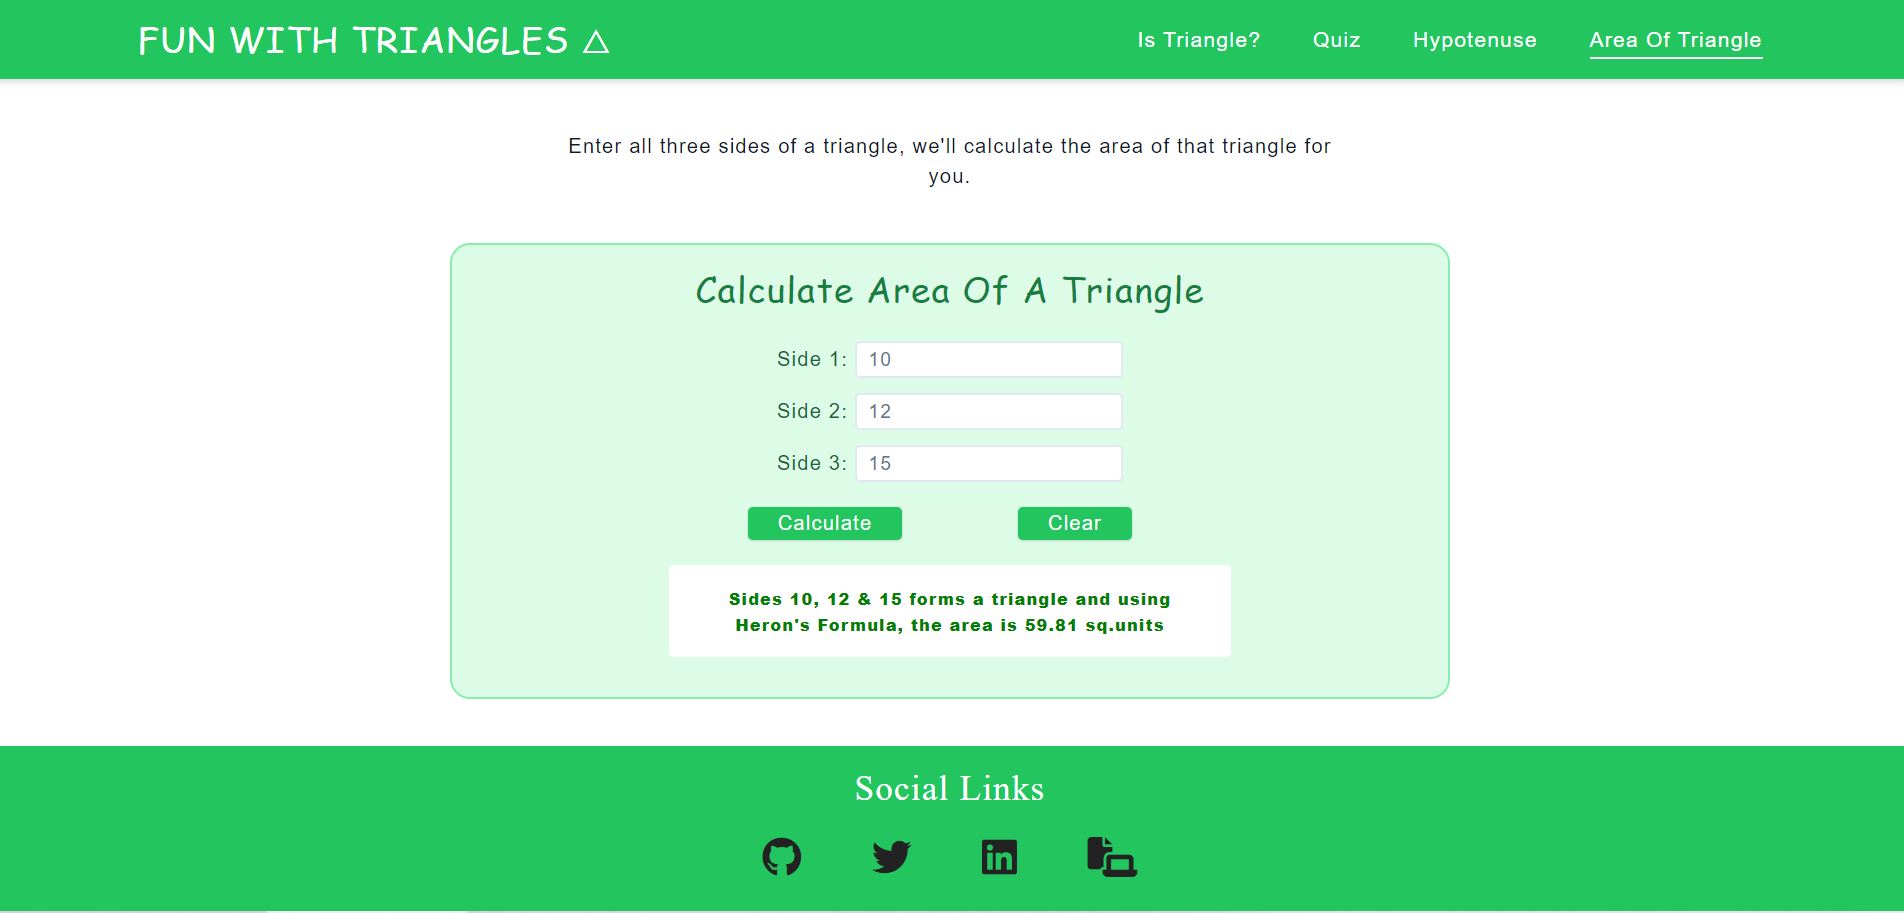 FUN WITH TRIANGLES △
Is Triangle? Quiz Hypotenuse Area Of Triangle
Enter all three sides of a triangle, we'll calculate the area of that triangle for
you.
Calculate Area Of A Triangle
Side 1: 10
Side 2: 12
Side 3: 15
Calculate Clear
Sides 10, 12 & 15 forms a triangle and using
Heron's Formula, the area is 59.81 sq.units
Social Links
in